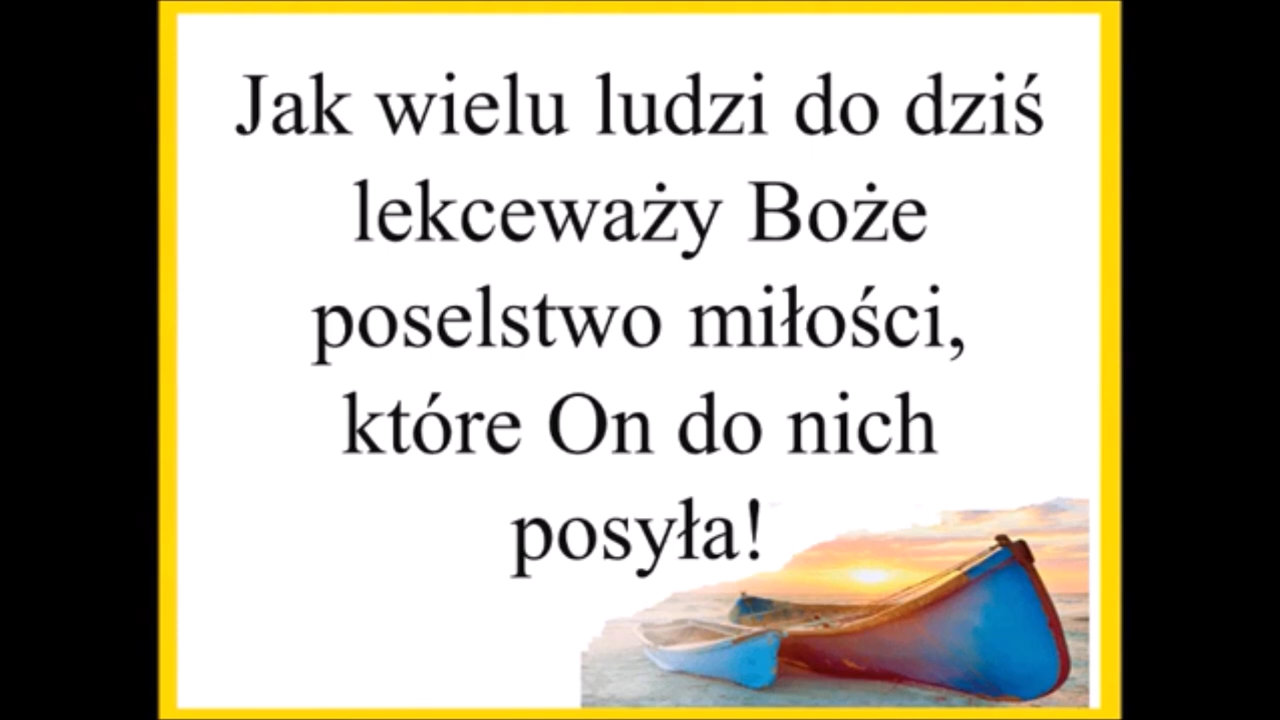 Jak wielu ludzi do dziś
lekceważy Boże
poselstwo miłości,
które On do nich
posyła!